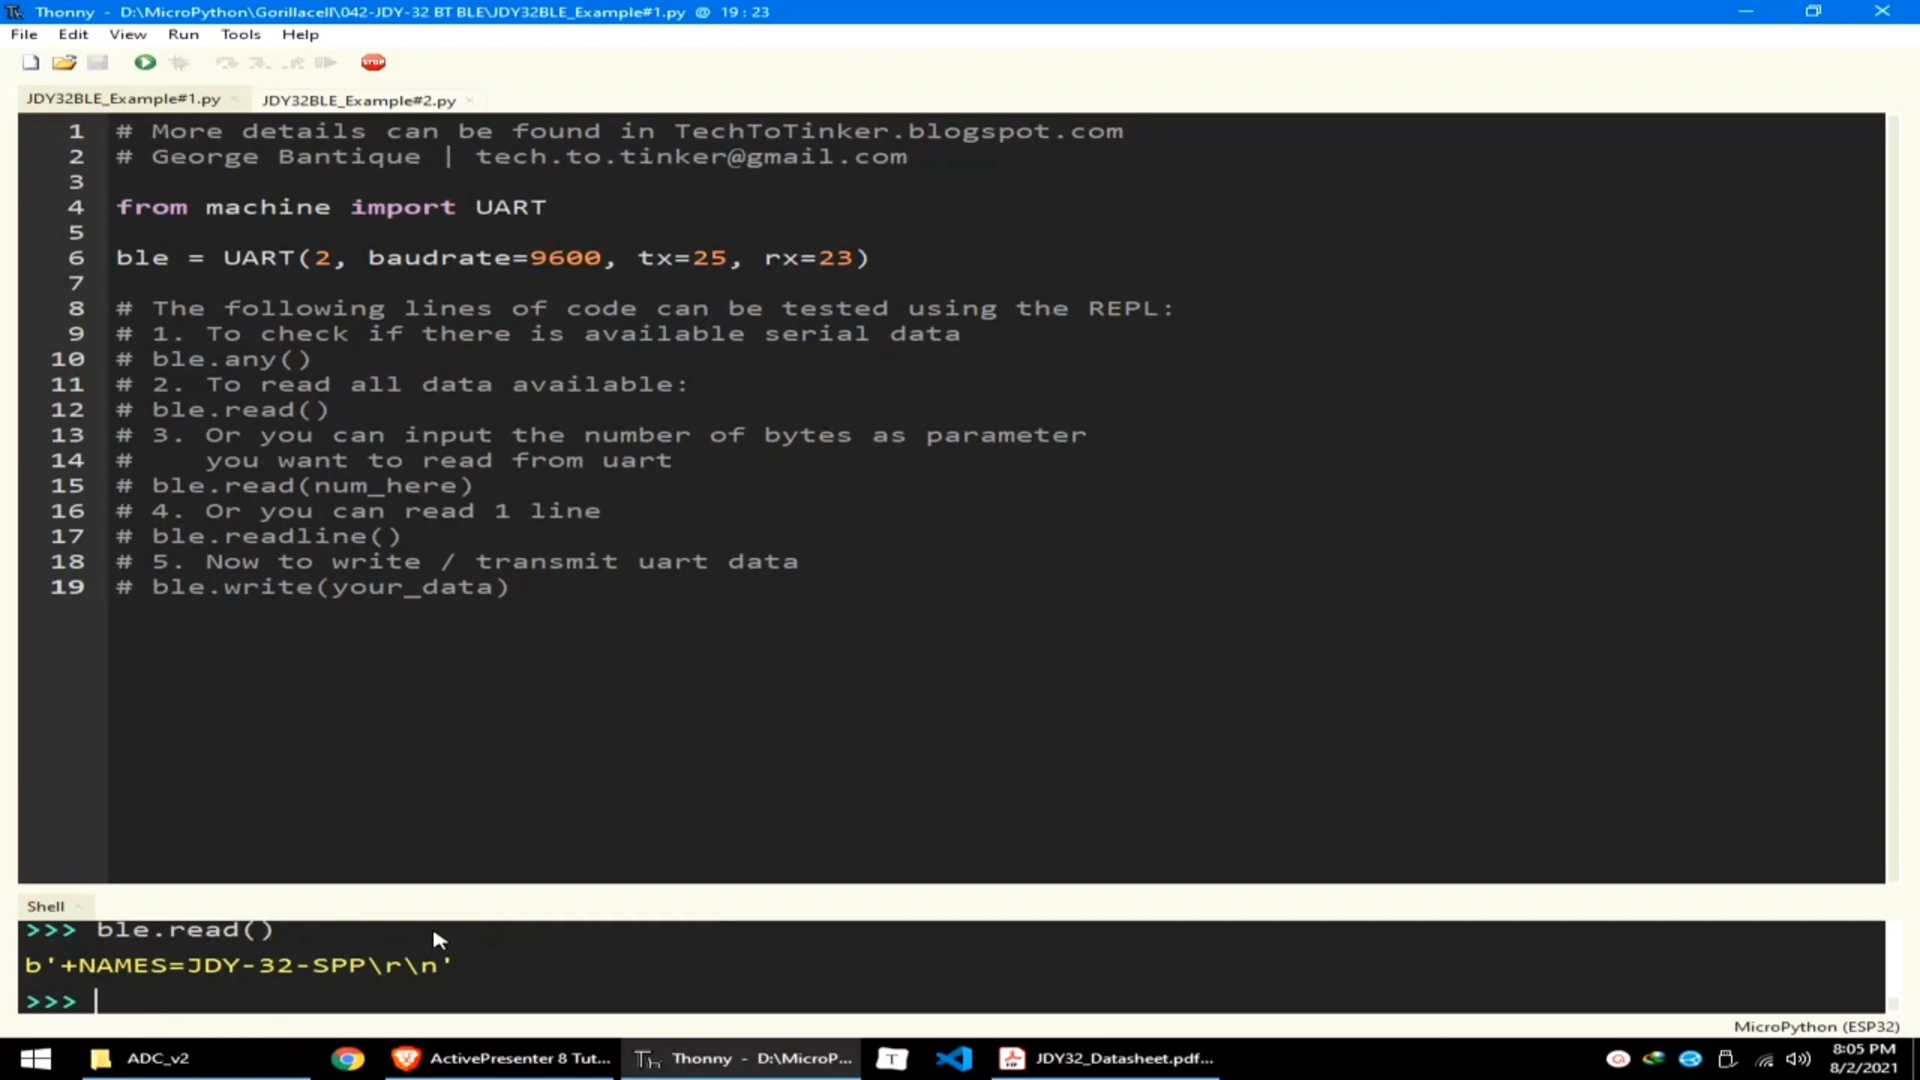 Thonny - D:\MicroPython\Gorillacell\042-JDY-32 BT BLE\JDY32BLE_Example#1.py @ 19:23
File Edit View Run Tools Help
STOP
JDY32BLE_Example#1.py JDY32BLE_Example#2.py
1 # More details can be found in TechToTinker.blogspot.com
2 # George Bantique | tech.to.tinker@gmail.com
3
4 from machine import UART
5
6 ble = UART(2, baudrate=9600, tx=25, rx=23)
7
8 # The following lines of code can be tested using the REPL:
9 # 1. To check if there is available serial data
10 # ble.any()
11 # 2. To read all data available:
12 # ble.read()
13 # 3. Or you can input the number of bytes as parameter
14 #    you want to read from uart
15 # ble.read(num_here)
16 # 4. Or you can read 1 line
17 # ble.readline()
18 # 5. Now to write / transmit uart data
19 # ble.write(your_data)
Shell
>>> ble.read()
b'+NAMES=JDY-32-SPP\r\n'
>>>
MicroPython (ESP32)
ADC_v2 ActivePresenter 8 Tut... Thonny - D:\MicroP... T JDY32_Datasheet.pdf... 8:05 PM
8/2/2021